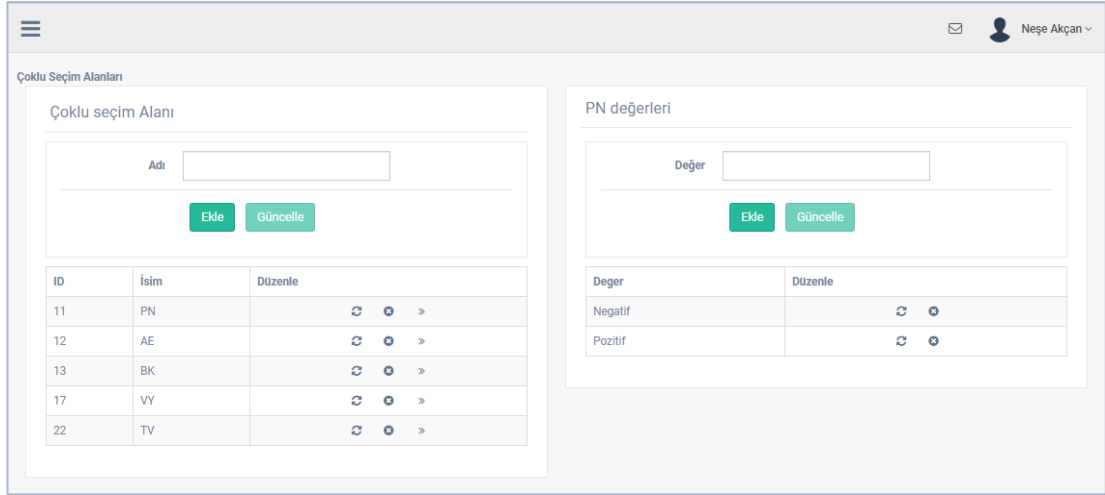 Neşe Akçan
Çoklu Seçim Alanları
Çoklu seçim Alanı
Adı
Ekle Güncelle
ID İsim Düzenle
11 PN
12 AE
13 BK
17 VY
22 TV
PN değerleri
Değer
Ekle Güncelle
Deger Düzenle
Negatif
Pozitif